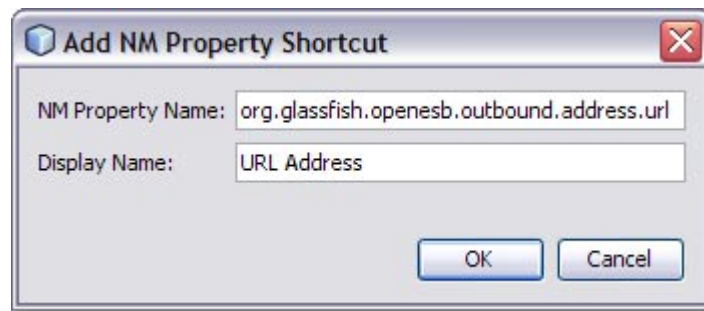 Add NM Property Shortcut
NM Property Name: org.glassfish.openesb.outbound.address.url
Display Name: URL Address
OK Cancel